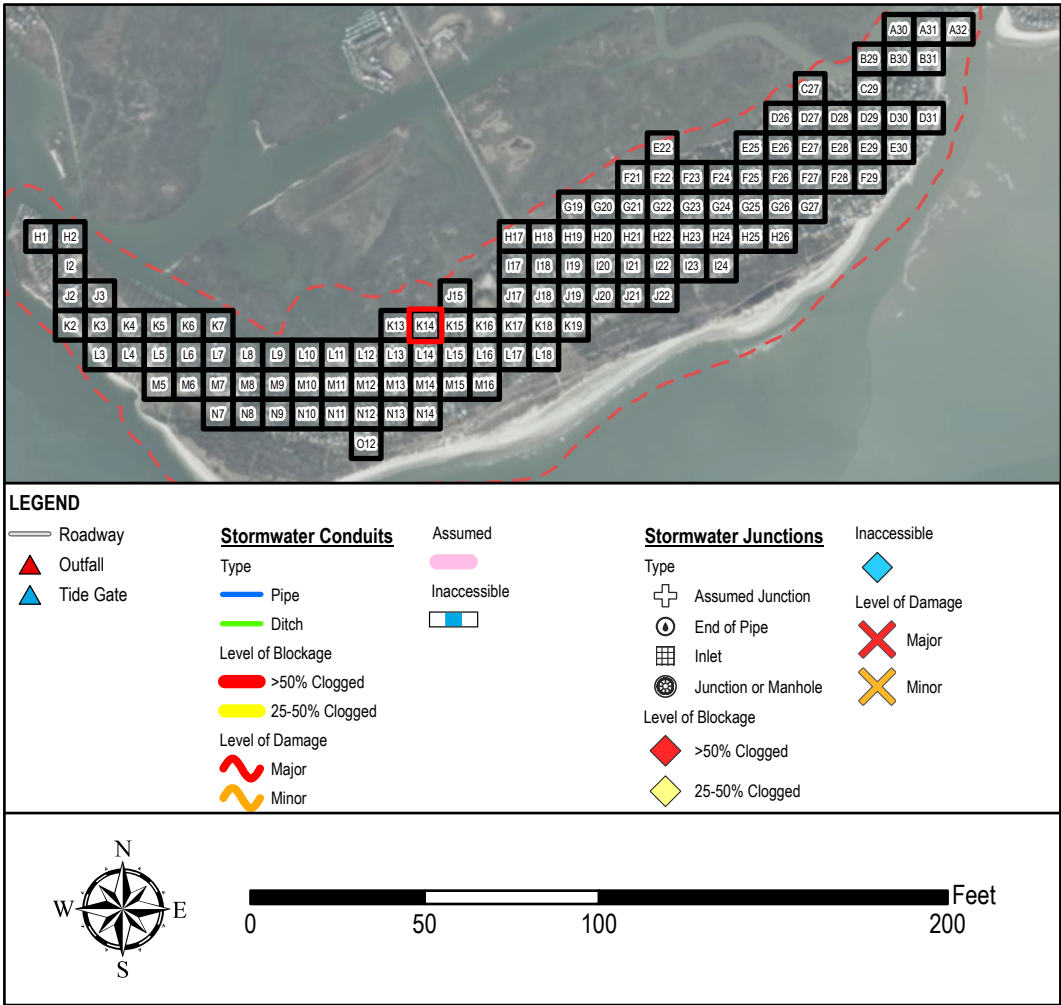 A30 A31 A32
B29 B30 B31
C27 C29
D26 D27 D28 D29 D30 D31
E22 E25 E26 E27 E28 E29 E30
F21 F22 F23 F24 F25 F26 F27 F28 F29
G19 G20 G21 G22 G23 G24 G25 G26 G27
H1 H2 H17 H18 H19 H20 H21 H22 H23 H24 H25 H26
I2 I17 I18 I19 I20 I21 I22 I23 I24
J2 J3 J15 J17 J18 J19 J20 J21 J22
K2 K3 K4 K5 K6 K7 K13 K14 K15 K16 K17 K18 K19
L3 L4 L5 L6 L7 L8 L9 L10 L11 L12 L13 L14 L15 L16 L17 L18
M5 M6 M7 M8 M9 M10 M11 M12 M13 M14 M15 M16
N7 N8 N9 N10 N11 N12 N13 N14
O12
LEGEND
Roadway
Outfall
Tide Gate
Stormwater Conduits
Type
Pipe
Ditch
Level of Blockage
>50% Clogged
25-50% Clogged
Level of Damage
Major
Minor
Assumed
Inaccessible
Stormwater Junctions
Type
Assumed Junction
End of Pipe
Inlet
Junction or Manhole
Level of Blockage
>50% Clogged
25-50% Clogged
Inaccessible
Level of Damage
Major
Minor
N
W E
S
Feet
0 50 100 200